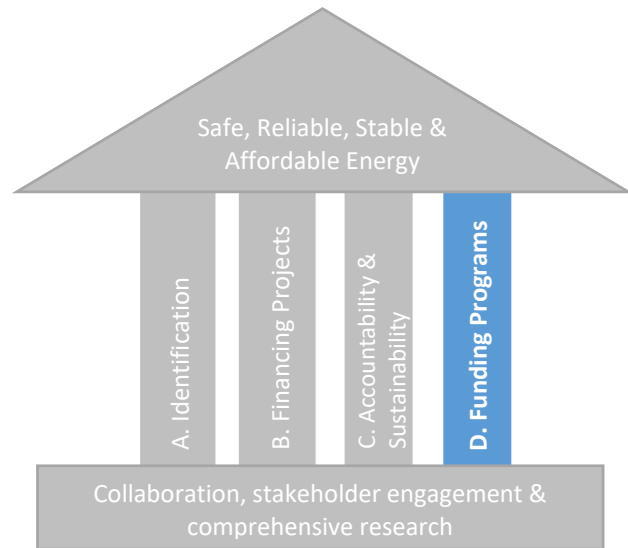 Safe, Reliable, Stable &
Affordable Energy
A. Identification
B. Financing Projects
C. Accountability &
Sustainability
D. Funding Programs
Collaboration, stakeholder engagement &
comprehensive research